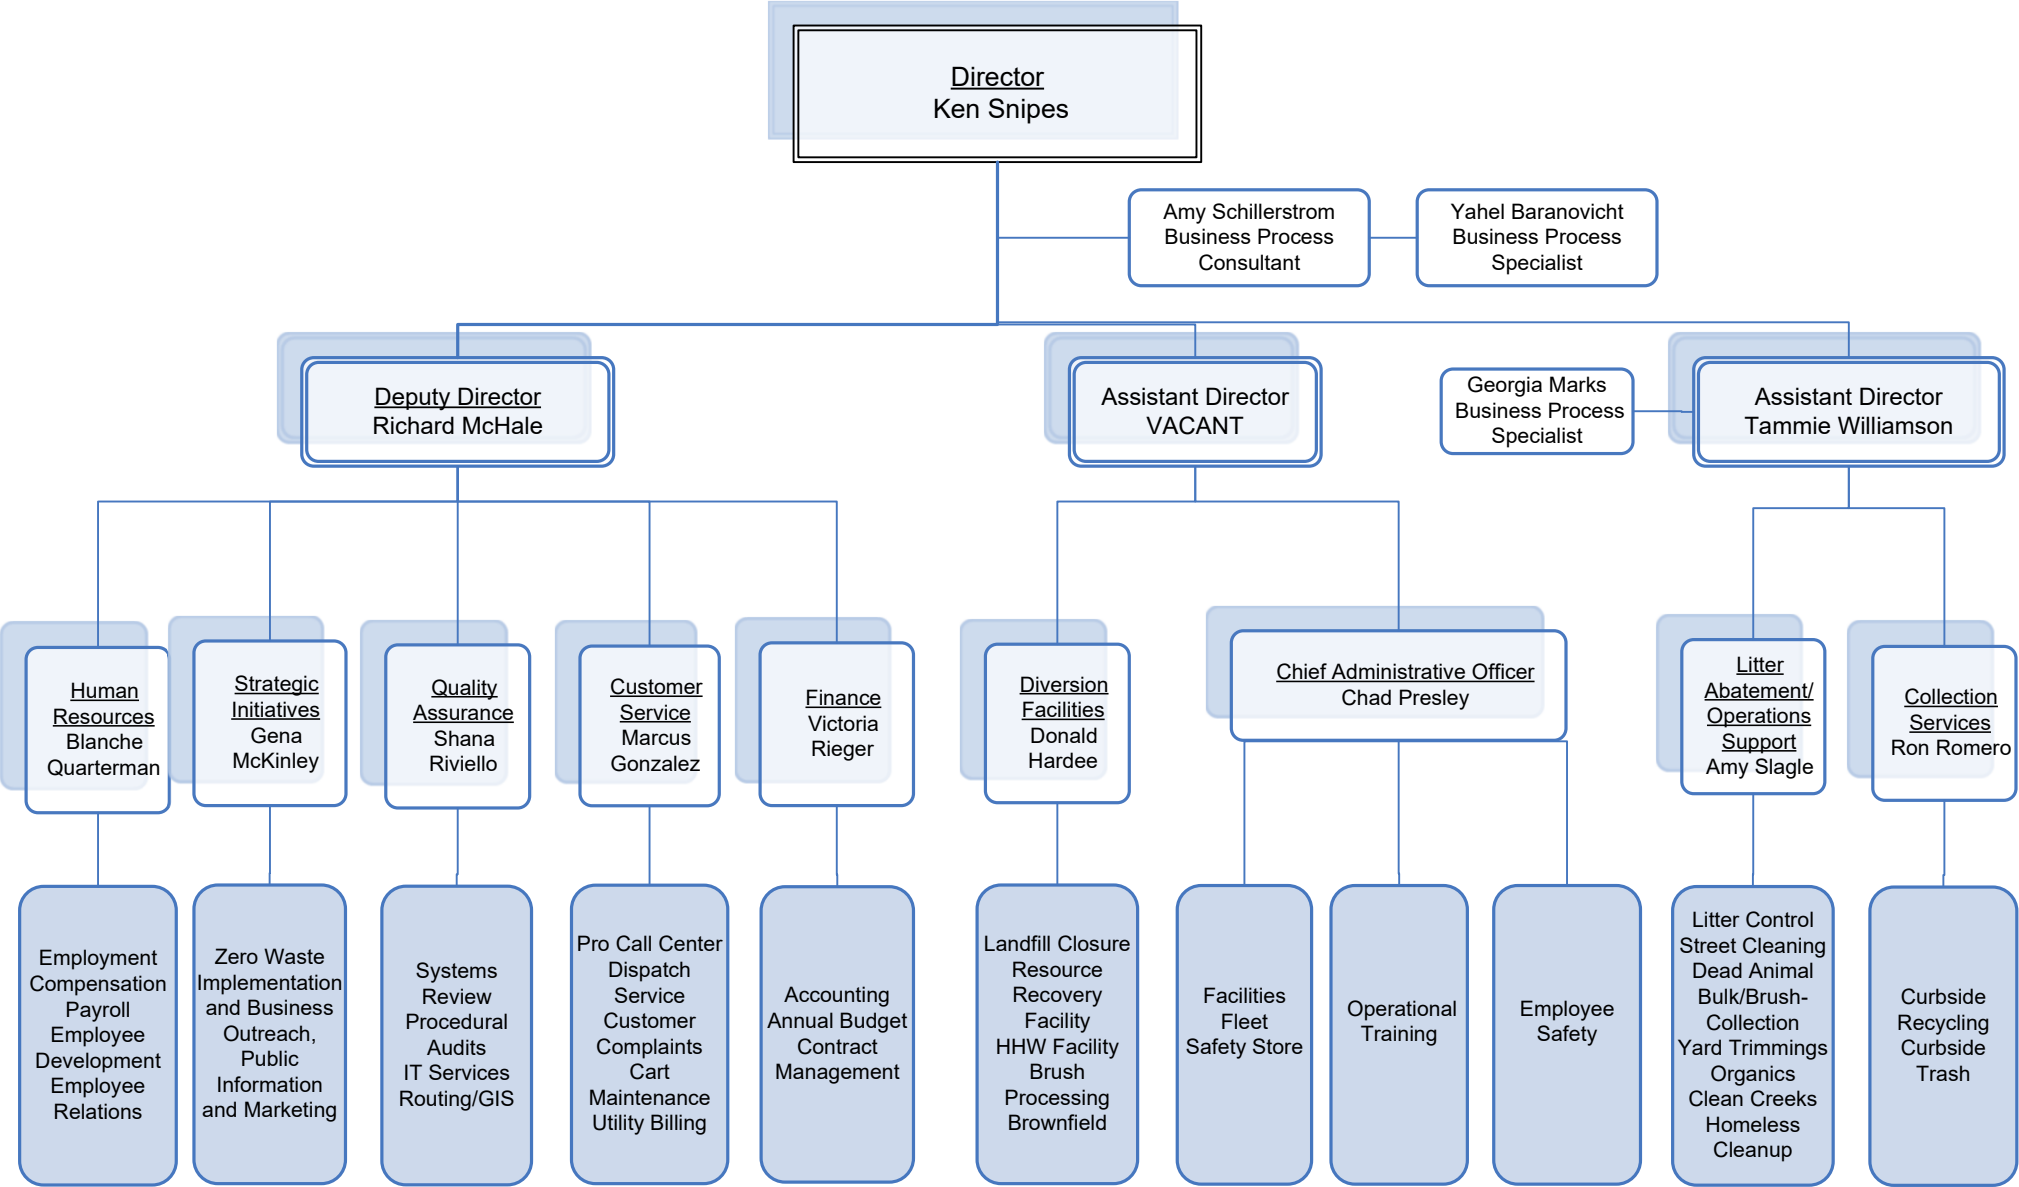 Director
Ken Snipes
Amy Schillerstrom
Business Process
Consultant
Yahel Baranovicht
Business Process
Specialist
Deputy Director
Richard McHale
Assistant Director
VACANT
Georgia Marks
Business Process
Specialist
Assistant Director
Tammie Williamson
Human
Resources
Blanche
Quarterman
Strategic
Initiatives
Gena
McKinley
Quality
Assurance
Shana
Riviello
Customer
Service
Marcus
Gonzalez
Finance
Victoria
Rieger
Diversion
Facilities
Donald
Hardee
Chief Administrative Officer
Chad Presley
Litter
Abatement/
Operations
Support
Amy Slagle
Collection
Services
Ron Romero
Employment
Compensation
Payroll
Employee
Development
Employee
Relations
Zero Waste
Implementation
and Business
Outreach,
Public
Information
and Marketing
Systems
Review
Procedural
Audits
IT Services
Routing/GIS
Pro Call Center
Dispatch
Service
Customer
Complaints
Cart
Maintenance
Utility Billing
Accounting
Annual Budget
Contract
Management
Landfill Closure
Resource
Recovery
Facility
HHW Facility
Brush
Processing
Brownfield
Facilities
Fleet
Safety Store
Operational
Training
Employee
Safety
Litter Control
Street Cleaning
Dead Animal
Bulk/Brush-
Collection
Yard Trimmings
Organics
Clean Creeks
Homeless
Cleanup
Curbside
Recycling
Curbside
Trash